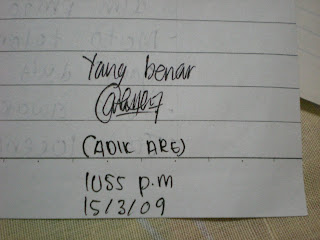 Yang benar
(ADIK ARE)
1055 p.m
15/3/09